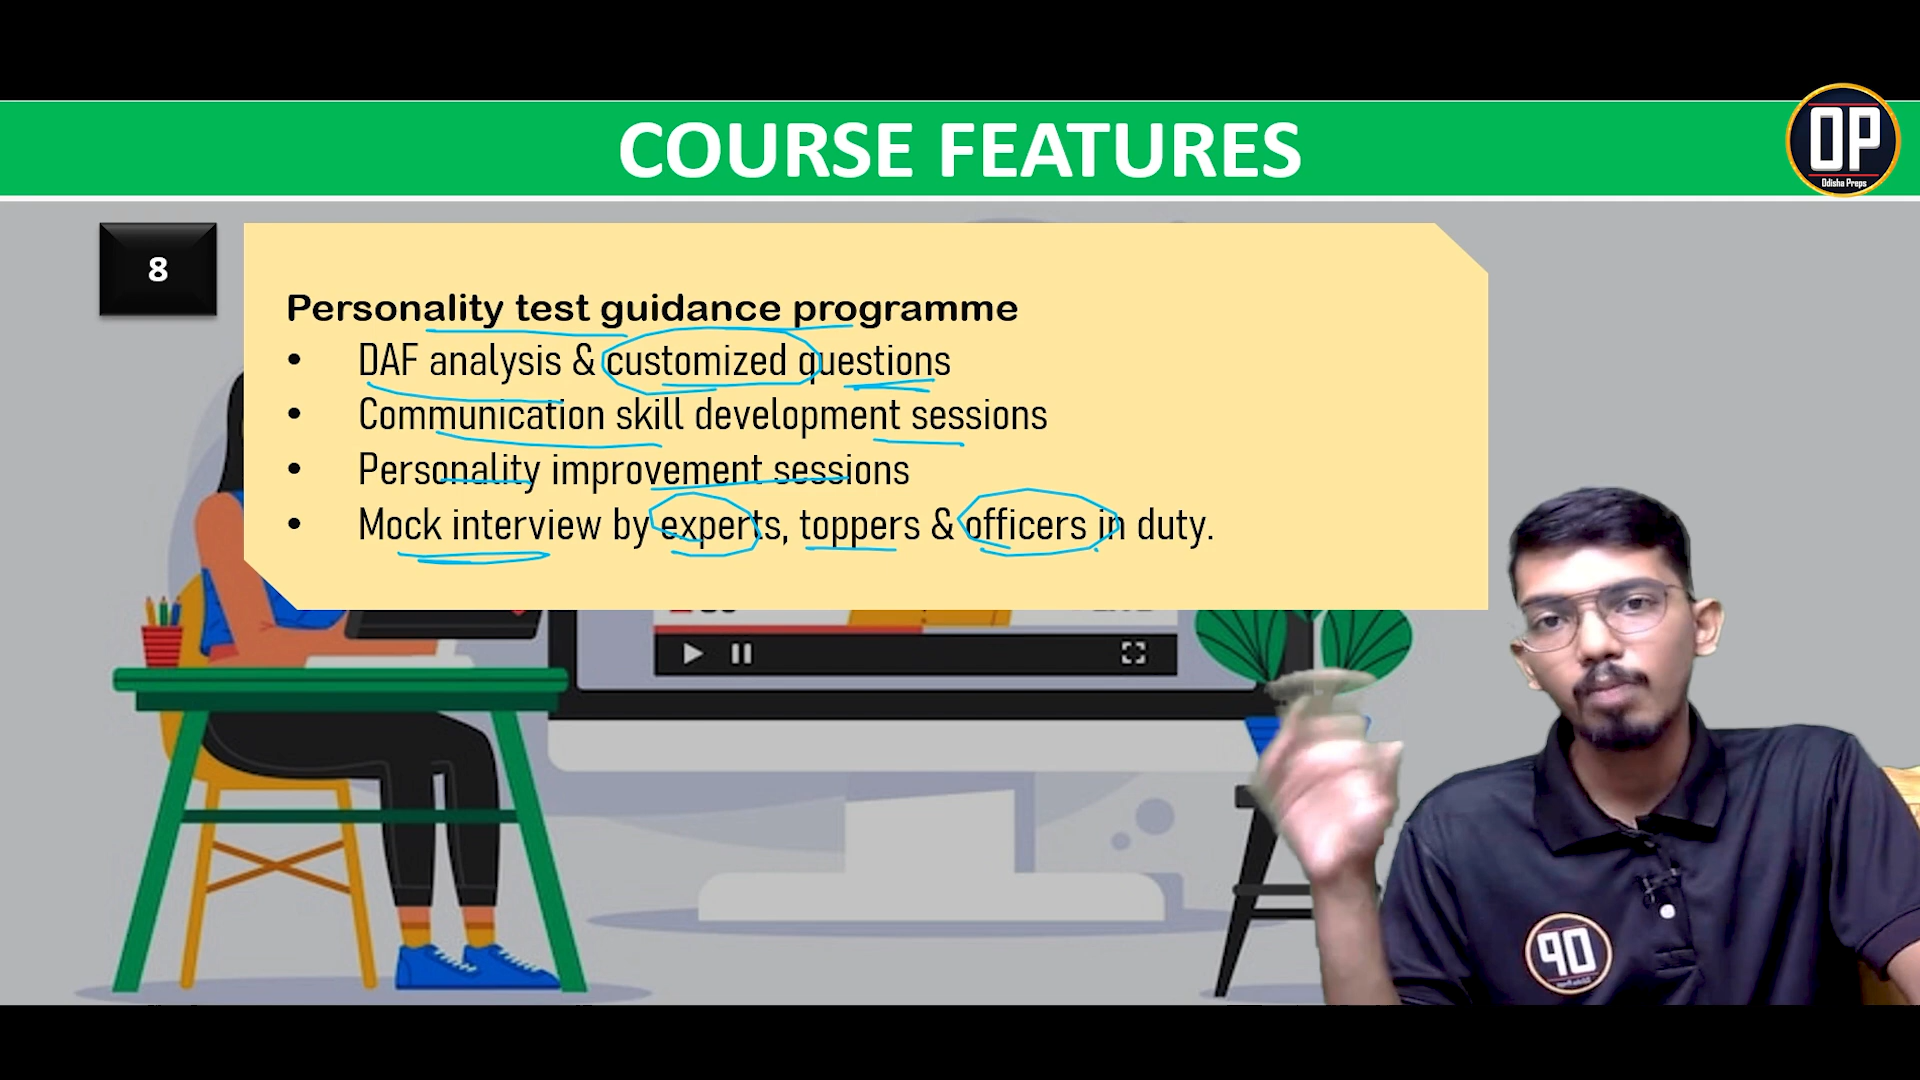 COURSE FEATURES
OP
Odisha Preps
8
Personality test guidance programme
• DAF analysis & customized questions
• Communication skill development sessions
• Personality improvement sessions
• Mock interview by experts, toppers & officers in duty.